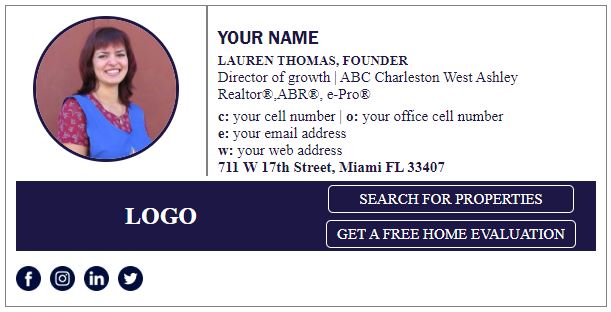 YOUR NAME
LAUREN THOMAS, FOUNDER
Director of growth | ABC Charleston West Ashley
Realtor®,ABR®, e-Pro®
c: your cell number | o: your office cell number
e: your email address
w: your web address
711 W 17th Street, Miami FL 33407
LOGO
SEARCH FOR PROPERTIES
GET A FREE HOME EVALUATION